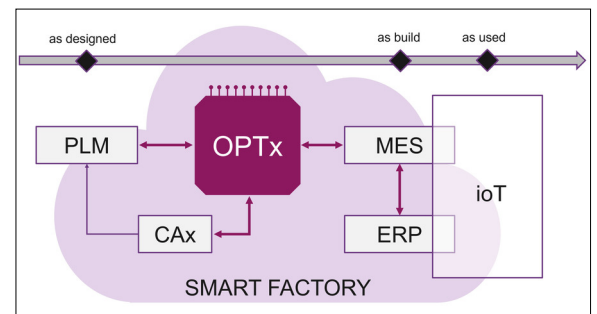 as designed
as build
as used
PLM
OPTx
MES
ioT
CAx
ERP
SMART FACTORY